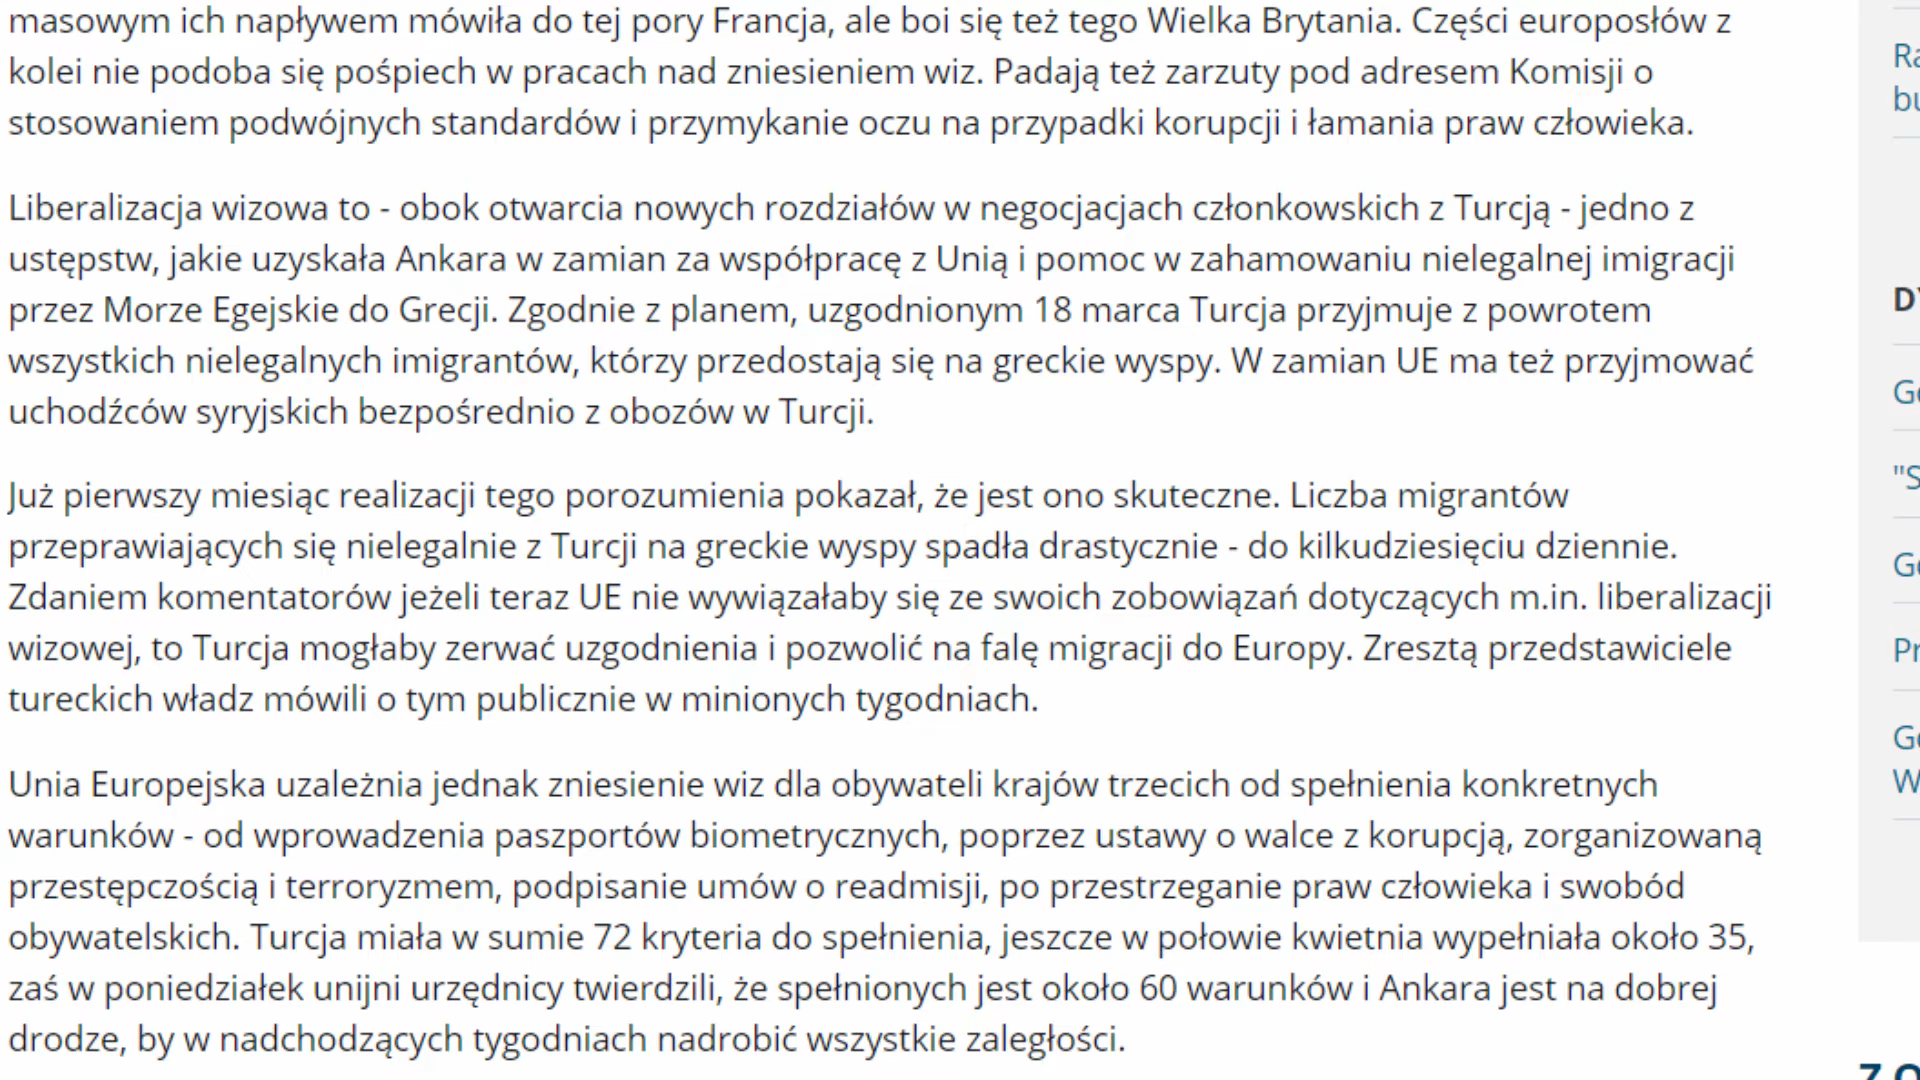 masowym ich napływem mówiła do tej pory Francja, ale boi się też tego Wielka Brytania. Części europosłów z
kolei nie podoba się pośpiech w pracach nad zniesieniem wiz. Padają też zarzuty pod adresem Komisji o
stosowaniem podwójnych standardów i przymykanie oczu na przypadki korupcji i łamania praw człowieka.
Liberalizacja wizowa to - obok otwarcia nowych rozdziałów w negocjacjach członkowskich z Turcją - jedno z
ustępstw, jakie uzyskała Ankara w zamian za współpracę z Unią i pomoc w zahamowaniu nielegalnej imigracji
przez Morze Egejskie do Grecji. Zgodnie z planem, uzgodnionym 18 marca Turcja przyjmuje z powrotem
wszystkich nielegalnych imigrantów, którzy przedostają się na greckie wyspy. W zamian UE ma też przyjmować
uchodźców syryjskich bezpośrednio z obozów w Turcji.
Już pierwszy miesiąc realizacji tego porozumienia pokazał, że jest ono skuteczne. Liczba migrantów
przeprawiających się nielegalnie z Turcji na greckie wyspy spadła drastycznie - do kilkudziesięciu dziennie.
Zdaniem komentatorów jeżeli teraz UE nie wywiązałaby się ze swoich zobowiązań dotyczących m.in. liberalizacji
wizowej, to Turcja mogłaby zerwać uzgodnienia i pozwolić na falę migracji do Europy. Zresztą przedstawiciele
tureckich władz mówili o tym publicznie w minionych tygodniach.
Unia Europejska uzależnia jednak zniesienie wiz dla obywateli krajów trzecich od spełnienia konkretnych
warunków - od wprowadzenia paszportów biometrycznych, poprzez ustawy o walce z korupcją, zorganizowaną
przestępczością i terroryzmem, podpisanie umów o readmisji, po przestrzeganie praw człowieka i swobód
obywatelskich. Turcja miała w sumie 72 kryteria do spełnienia, jeszcze w połowie kwietnia wypełniała około 35,
zaś w poniedziałek unijni urzędnicy twierdzili, że spełnionych jest około 60 warunków i Ankara jest na dobrej
drodze, by w nadchodzących tygodniach nadrobić wszystkie zaległości.